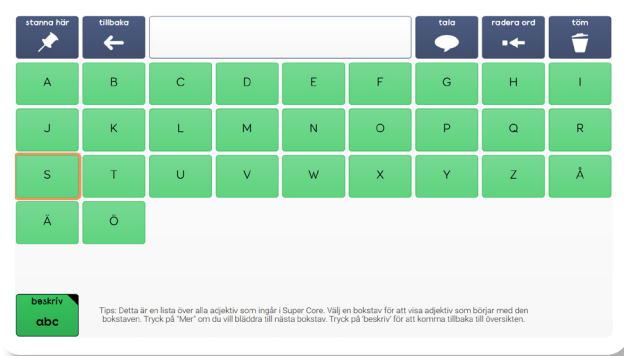 stanna här tillbaka tala radera ord töm
A B C D E F G H I
J K L M N O P Q R
S T U V W X Y Z Å
Ä Ö
beskriv
abc
Tips: Detta är en lista över alla adjektiv som ingår i Super Core. Välj en bokstav för att visa adjektiv som börjar med den
bokstaven. Tryck på "Mer" om du vill bläddra till nästa bokstav. Tryck på 'beskriv' för att komma tillbaka till översikten.